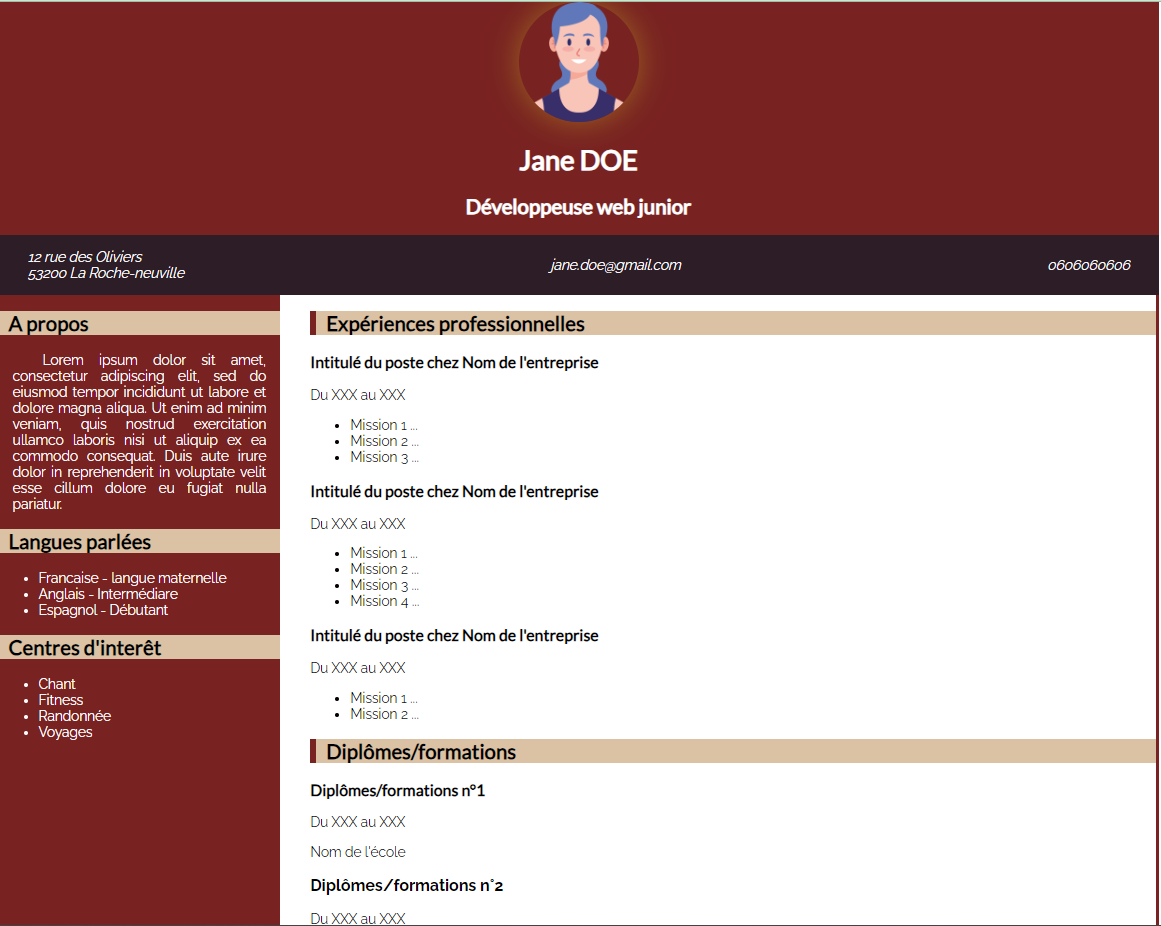 Jane DOE
Développeuse web junior
12 rue des Oliviers
53200 La Roche-neuville
jane.doe@gmail.com
0606060606
A propos
Lorem ipsum dolor sit amet,
consectetur adipiscing elit, sed do
eiusmod tempor incididunt ut labore et
dolore magna aliqua. Ut enim ad minim
veniam, quis nostrud exercitation
ullamco laboris nisi ut aliquip ex ea
commodo consequat. Duis aute irure
dolor in reprehenderit in voluptate velit
esse cillum dolore eu fugiat nulla
pariatur.
Langues parlées
• Francaise - langue maternelle
• Anglais - Intermédiare
• Espagnol - Débutant
Centres d'interêt
• Chant
• Fitness
• Randonnée
• Voyages
Expériences professionnelles
Intitulé du poste chez Nom de l'entreprise
Du XXX au XXX
• Mission 1 ...
• Mission 2 ...
• Mission 3 ...
Intitulé du poste chez Nom de l'entreprise
Du XXX au XXX
• Mission 1 ...
• Mission 2 ...
• Mission 3 ...
• Mission 4 ...
Intitulé du poste chez Nom de l'entreprise
Du XXX au XXX
• Mission 1 ...
• Mission 2 ...
Diplômes/formations
Diplômes/formations n°1
Du XXX au XXX
Nom de l'école
Diplômes/formations n°2
Du XXX au XXX